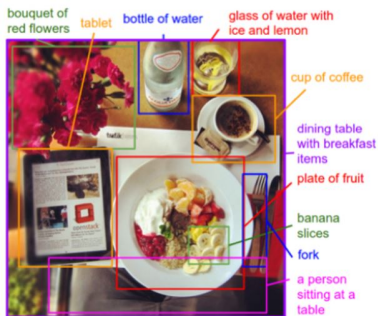 bouquet of
red flowers
tablet
bottle of water
glass of water with
ice and lemon
cup of coffee
dining table
with breakfast
items
plate of fruit
banana
slices
fork
a person
sitting at a
table